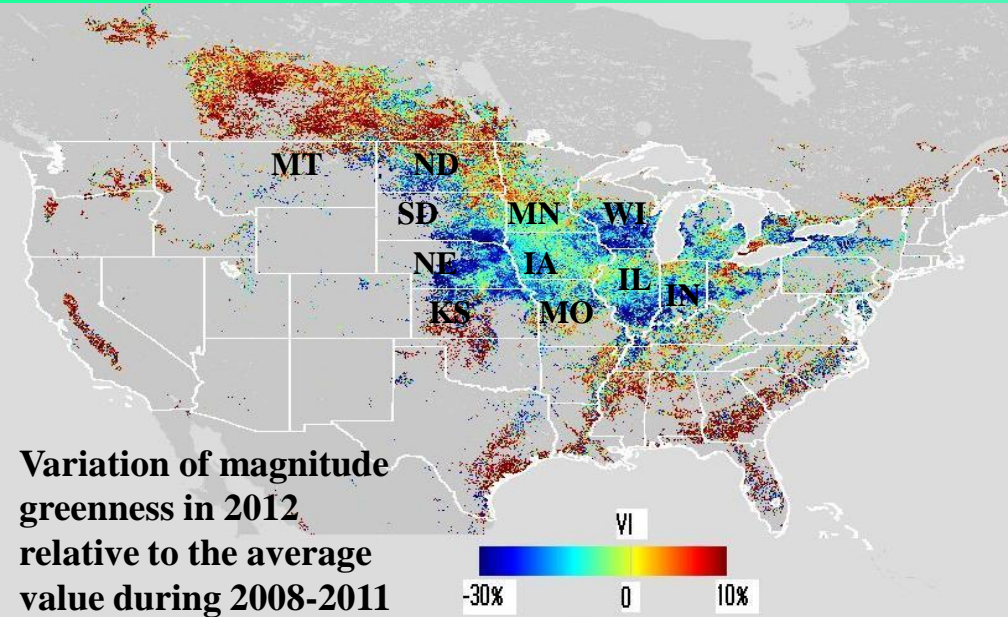 MT
ND
SD
MN
WI
NE
IA
IL
IN
KS
MO
Variation of magnitude
greenness in 2012
relative to the average
value during 2008-2011
VI
-30%
0
10%